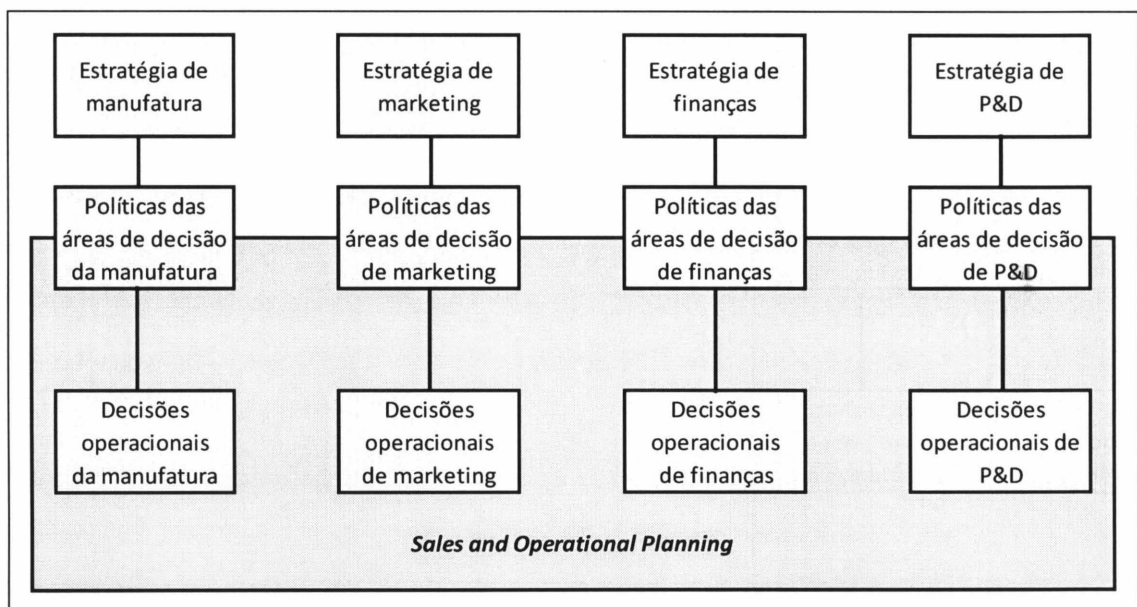 Estratégia de
manufatura
Estratégia de
marketing
Estratégia de
finanças
Estratégia de
P&D
Políticas das
áreas de decisão
da manufatura
Políticas das
áreas de decisão
de marketing
Políticas das
áreas de decisão
de finanças
Políticas das
áreas de decisão
de P&D
Decisões
operacionais
da manufatura
Decisões
operacionais
de marketing
Decisões
operacionais
de finanças
Decisões
operacionais de
P&D
Sales and Operational Planning